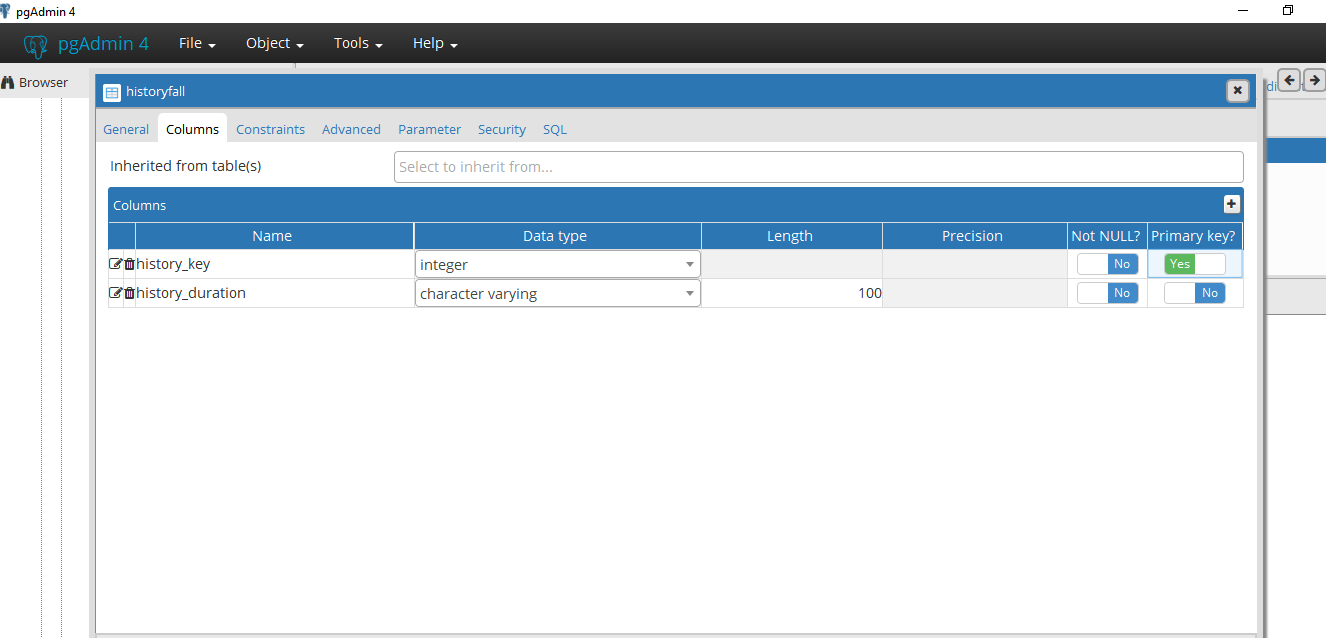 pgAdmin 4
pgAdmin 4 File Object Tools Help
Browser
historyfall
General Columns Constraints Advanced Parameter Security SQL
Inherited from table(s) Select to inherit from...
Columns
Name Data type Length Precision Not NULL? Primary key?
history_key integer No Yes
history_duration character varying 100 No No